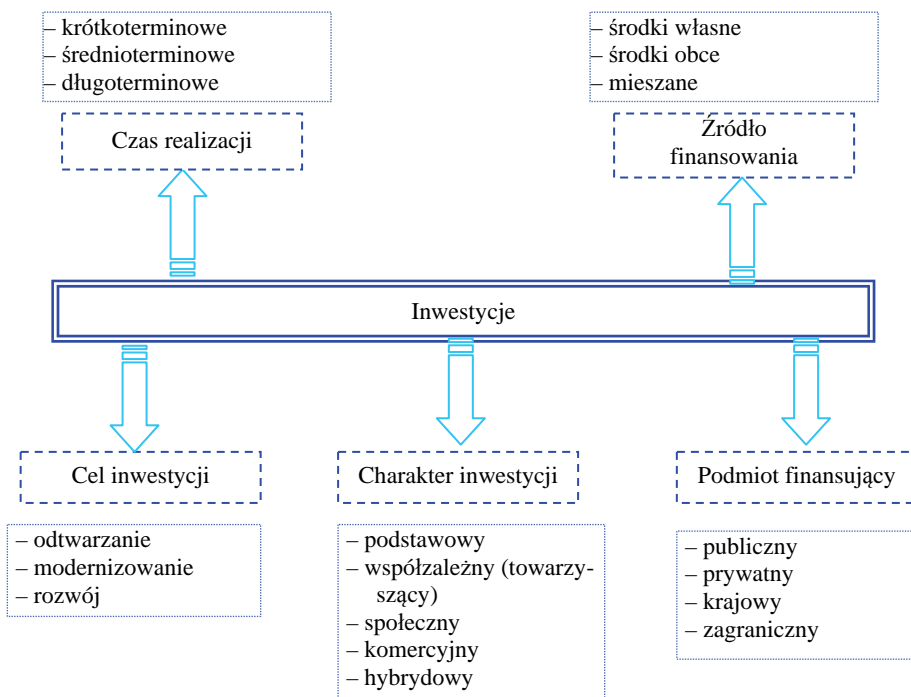 – krótkoterminowe
– średnioterminowe
– długoterminowe
Czas realizacji
– środki własne
– środki obce
– mieszane
Źródło
finansowania
Inwestycje
Cel inwestycji
– odtwarzanie
– modernizowanie
– rozwój
Charakter inwestycji
– podstawowy
– współzależny (towarzy-
szący)
– społeczny
– komercyjny
– hybrydowy
Podmiot finansujący
– publiczny
– prywatny
– krajowy
– zagraniczny